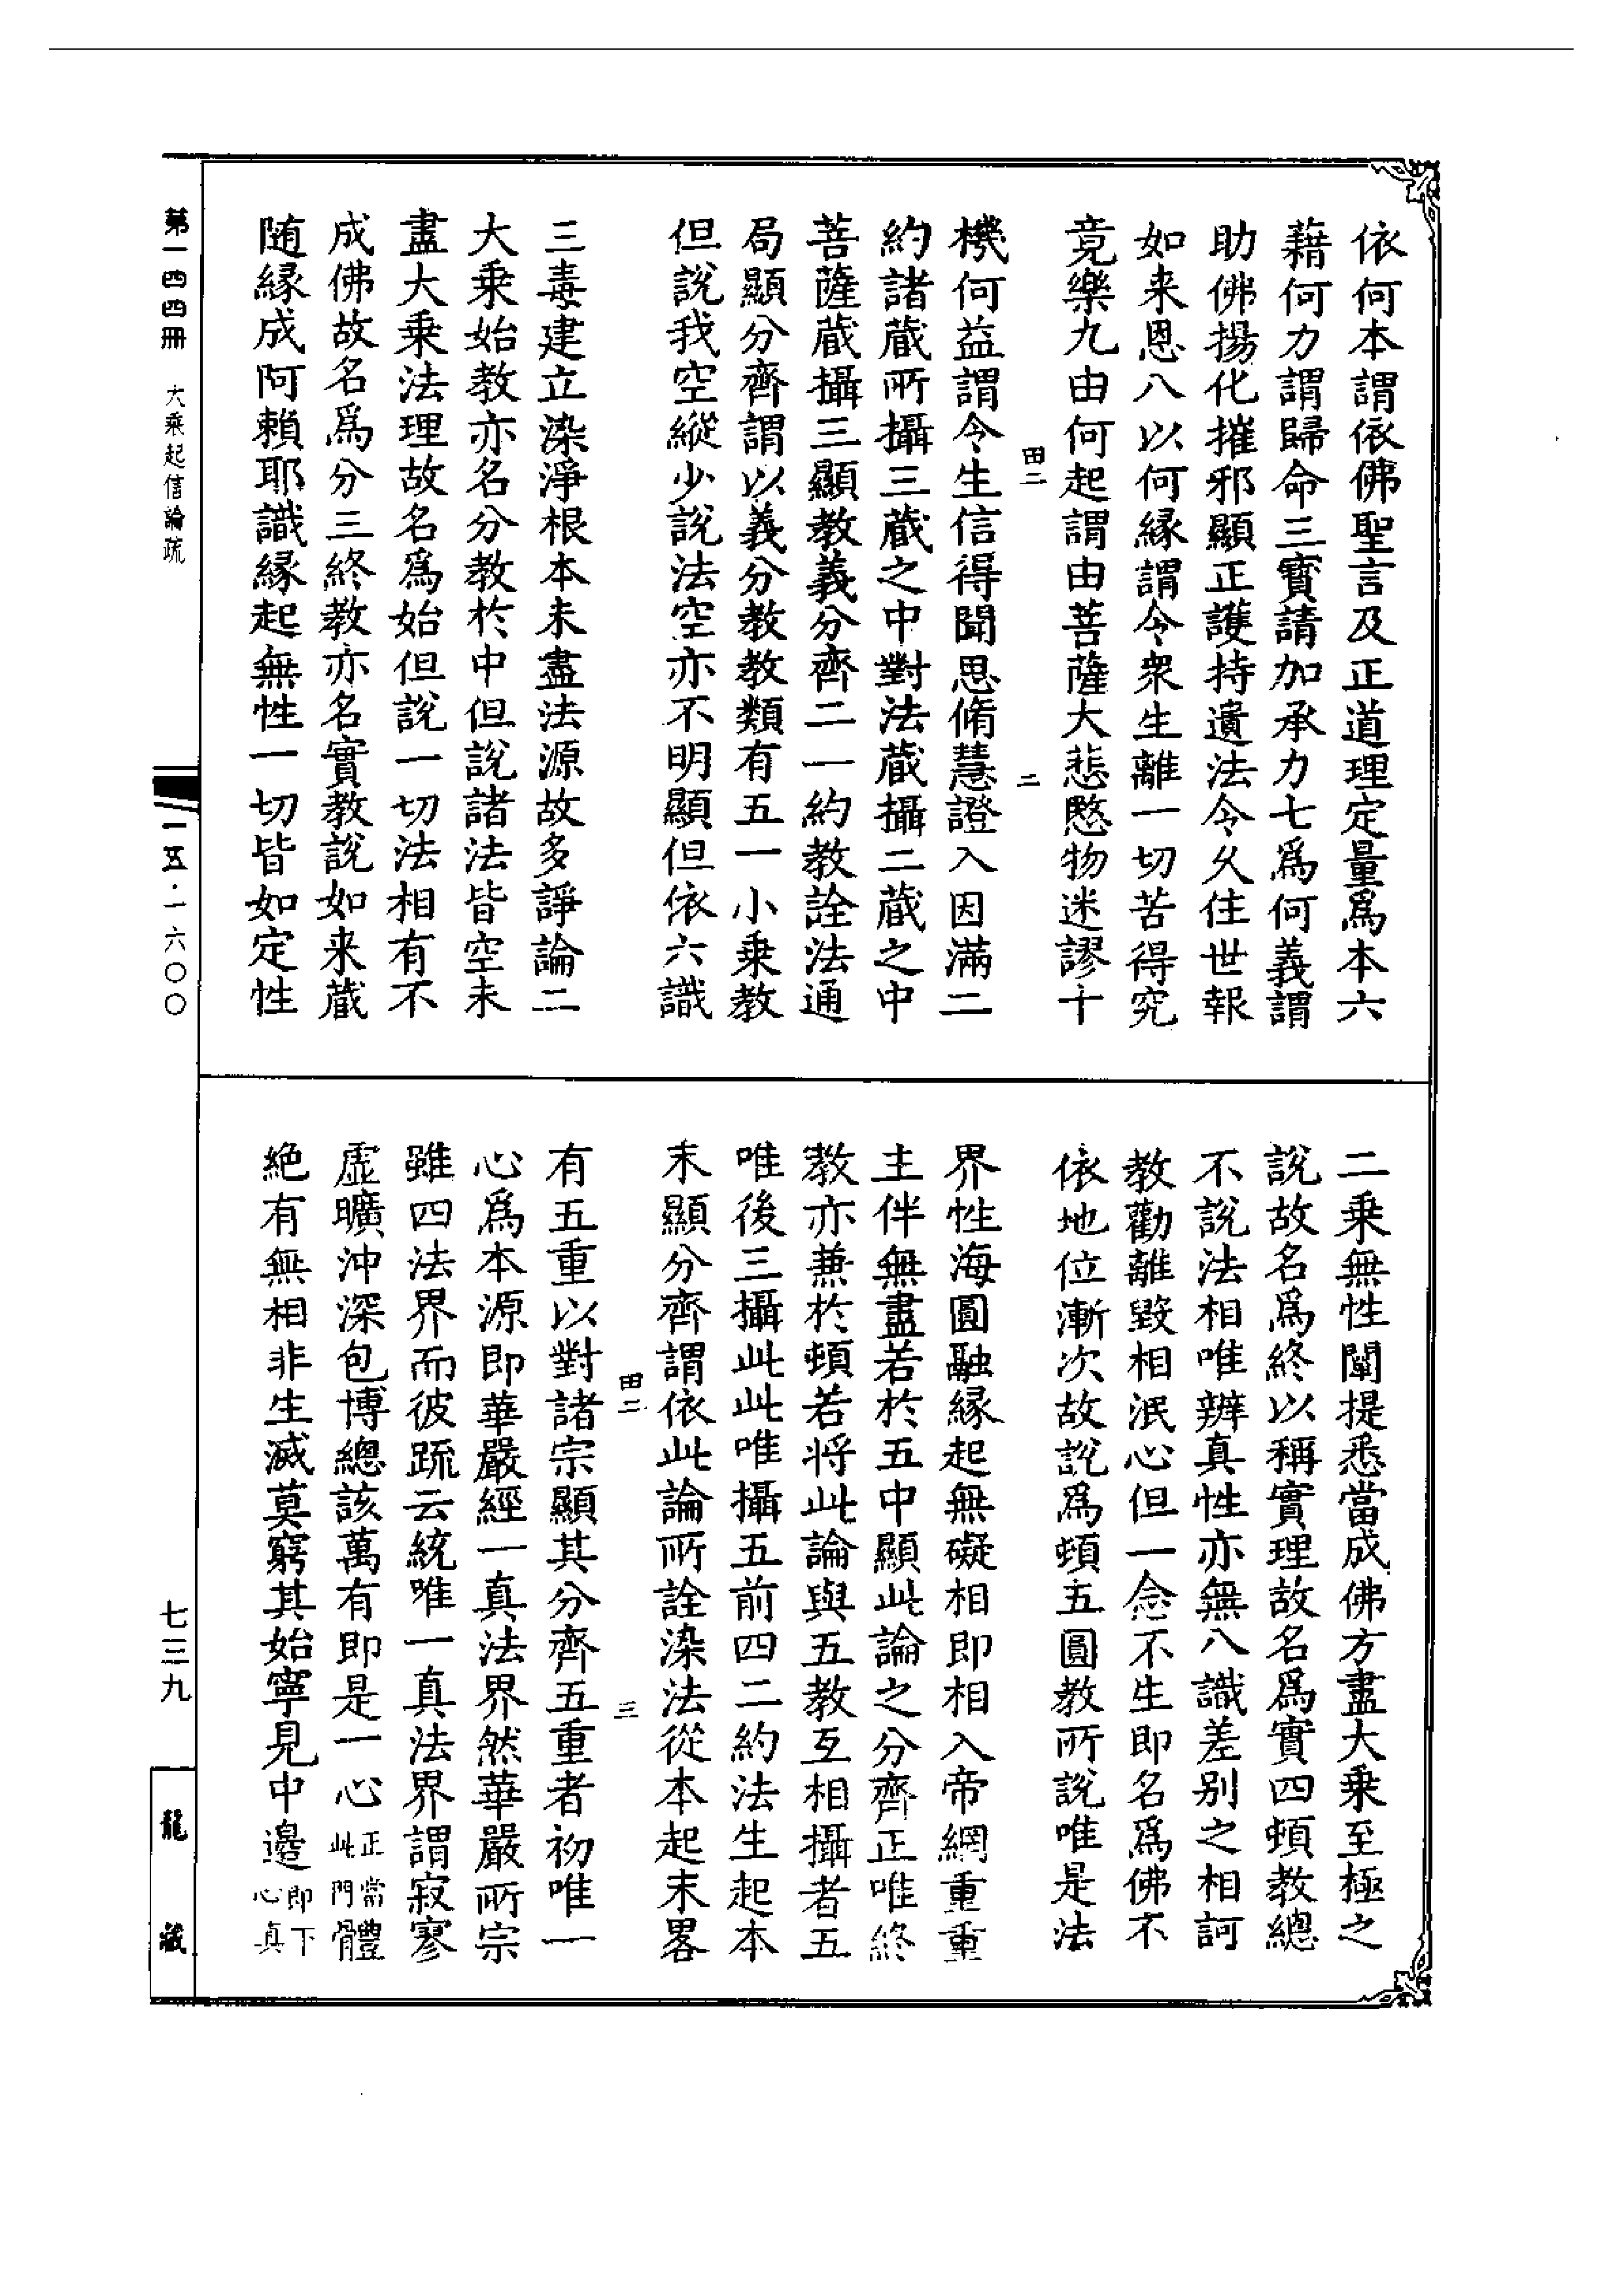 依何本謂依佛聖言及正道理定量爲本六
藉何力謂歸命三寶請加承力七爲何義謂
助佛揚化摧邪顯正護持遺法令久住世報
如来恩八以何縁謂令衆生離一切苦得究
竟樂九由何起謂由菩薩大悲愍物迷謬十
田二
二
機何益謂令生信得聞思脩慧證入因滿二
約諸藏所攝三藏之中對法藏攝二藏之中
菩薩藏攝三顯教義分齊二一約教詮法通
局顯分齊謂以義分教教類有五一小乗教
但說我空縱少説法空亦不明顯但依六識
三毒建立染淨根本未盡法源故多諍論二
大乗始教亦名分教於中但說諸法皆空未
盡大乗法理故名爲始但說一切法相有不
成佛故名爲分三終教亦名實教說如来藏
随縁成阿賴耶識縁起無性一切皆如定性
二乗無性闡提悉當成佛方盡大乗至極之
說故名爲終以稱實理故名爲實四頓教總
不說法相唯辨真性亦無八識差别之相訶
教勸離毀相泯心但一念不生即名爲佛不
依地位漸次故說爲頓五圓教所說唯是法
界性海圓融縁起無礙相即相入帝網重重
主伴無盡若於五中顯此論之分齊正唯終
教亦兼於頓若将此論與五教互相攝者五
唯後三攝此此唯攝五前四二約法生起本
末顯分齊謂依此論所詮染法從本起末畧
田二
三
有五重以對諸宗顯其分齊五重者初唯一
心爲本源即華嚴經一真法界然華嚴所宗
雖四法界而彼䟽云統唯一真法界謂寂寥
虛曠沖深包博總該萬有即是一心正當體
此門體
絶有無相非生滅莫窮其始寧見中邊即下
心真
第一四四冊　大乘起信論疏
一五·一六〇〇
七三九
龍藏